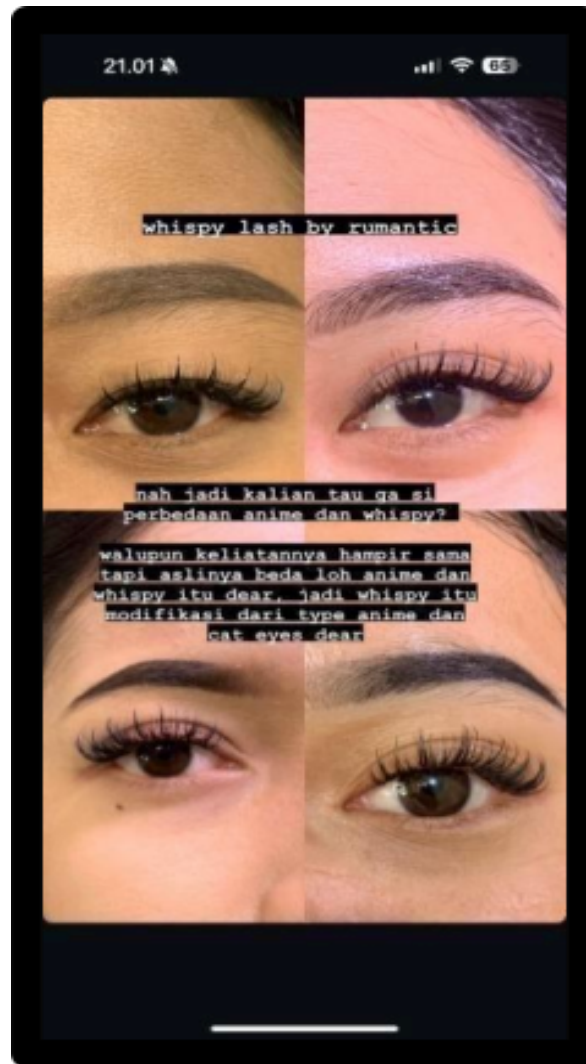 21.01
65
whispy lash by rumantic
nah jadi kalian tau ga si
perbedaan anime dan whispy?
walupun keliatannya hampir sama
tapi aslinya beda loh anime dan
whispy itu dear, jadi whispy itu
modifikasi dari type anime dan
cat eyes dear